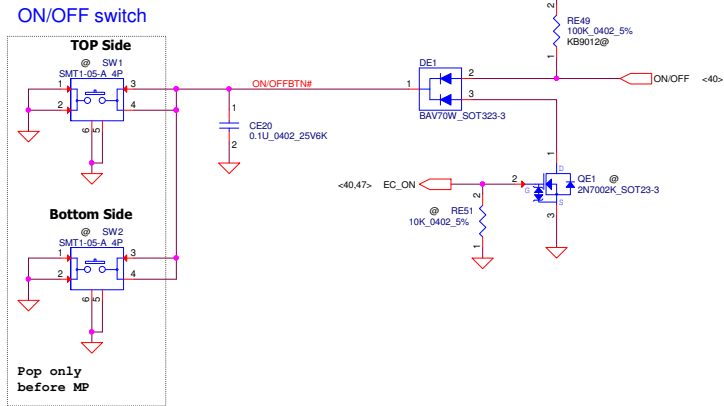 ON/OFF switch
TOP Side
@ SW1
SMT1-05-A_4P
1
3
2
4
6
5
ON/OFFBTN#
1
CE20
0.1U_0402_25V6K
2
Bottom Side
@ SW2
SMT1-05-A_4P
1
3
2
4
6
5
Pop only
before MP
DE1
1
2
3
BAV70W_SOT323-3
2
RE49
100K_0402_5%
KB9012@
1
ON/OFF <40>
<40,47> EC_ON
2
@ RE51
10K_0402_5%
1
1
D
2
G
S
3
QE1 @
2N7002K_SOT23-3